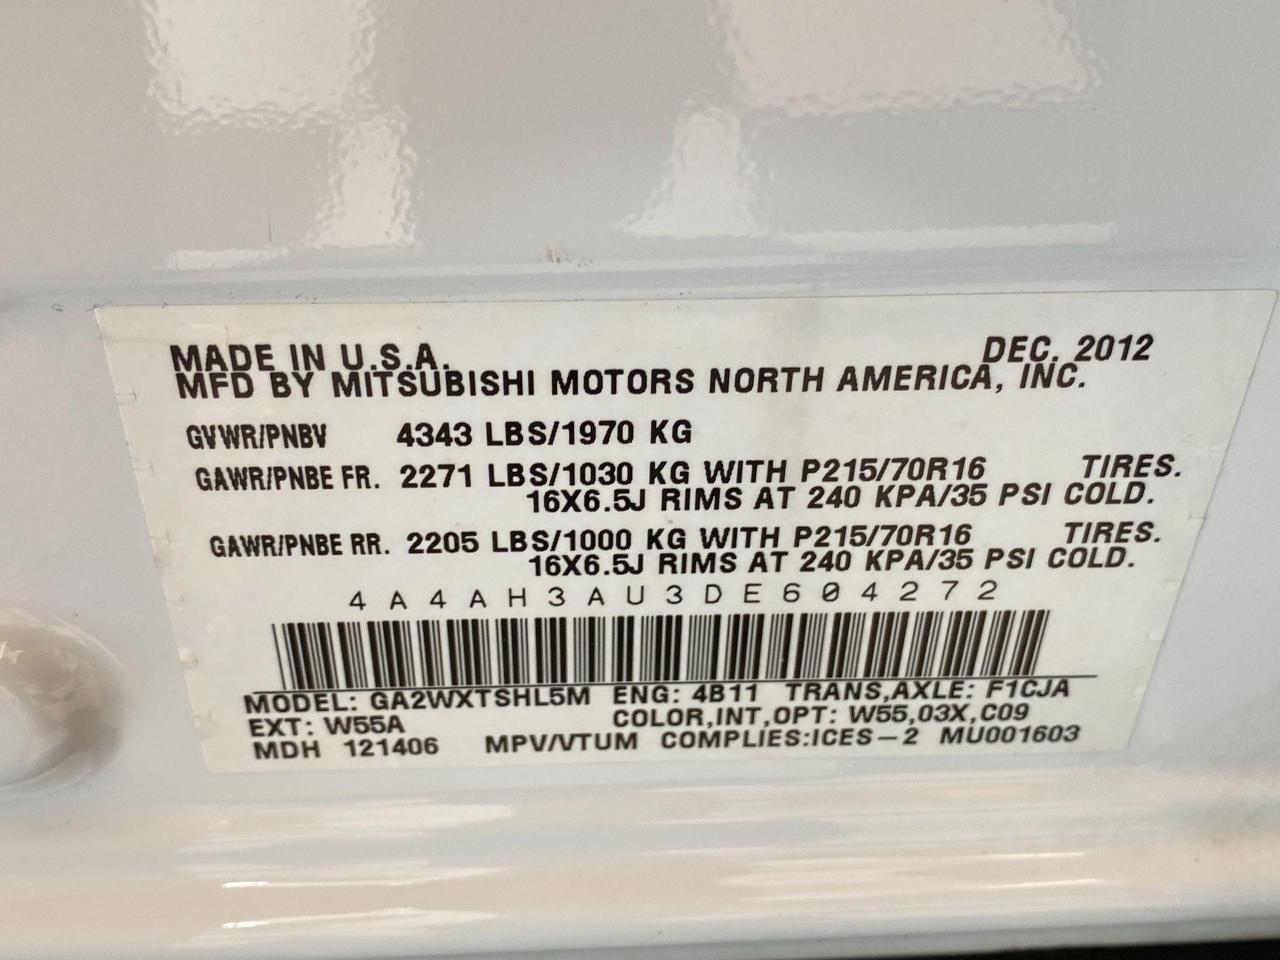 MADE IN U.S.A. DEC. 2012
MFD BY MITSUBISHI MOTORS NORTH AMERICA, INC.
GVWR/PNBV 4343 LBS/1970 KG
GAWR/PNBE FR. 2271 LBS/1030 KG WITH P215/70R16 TIRES.
16X6.5J RIMS AT 240 KPA/35 PSI COLD.
GAWR/PNBE RR. 2205 LBS/1000 KG WITH P215/70R16 TIRES.
16X6.5J RIMS AT 240 KPA/35 PSI COLD.
4A4AH3AU3DE604272
MODEL: GA2WXTSHL5M ENG: 4B11 TRANS,AXLE: F1CJA
EXT: W55A COLOR,INT,OPT: W55,03X,C09
MDH 121406 MPV/VTUM COMPLIES:ICES-2 MU001603